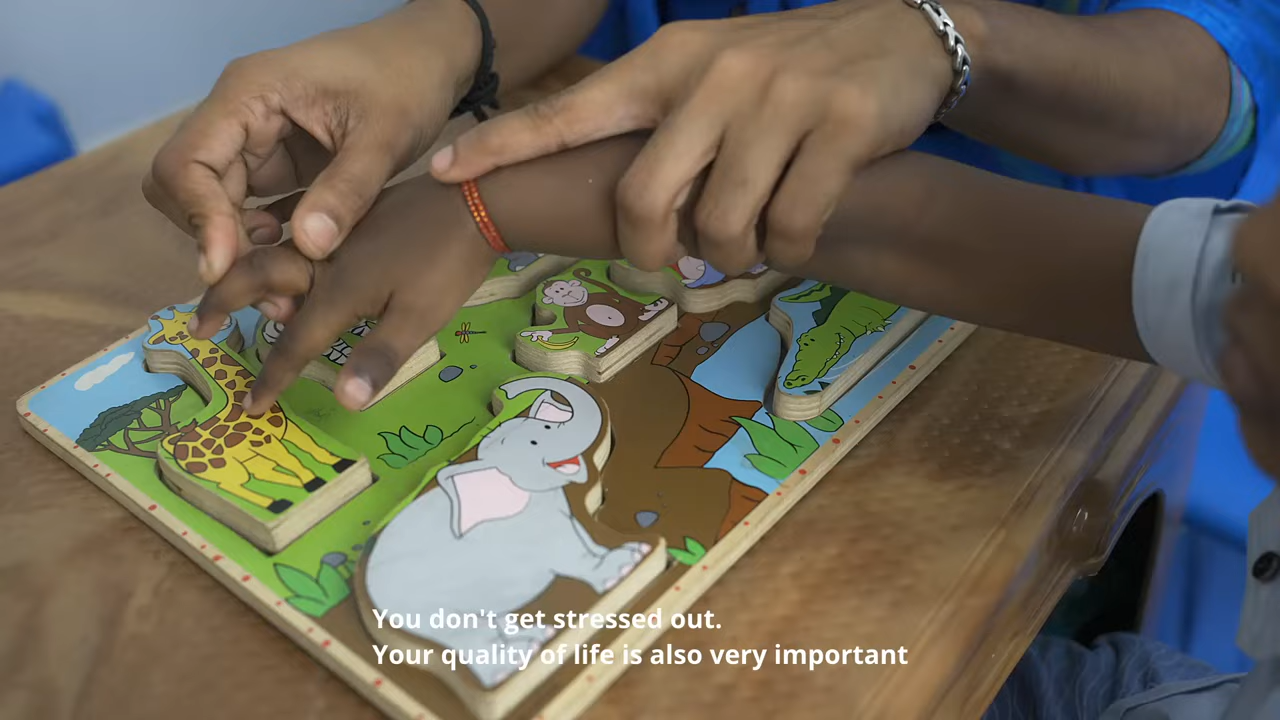 You don't get stressed out.
Your quality of life is also very important